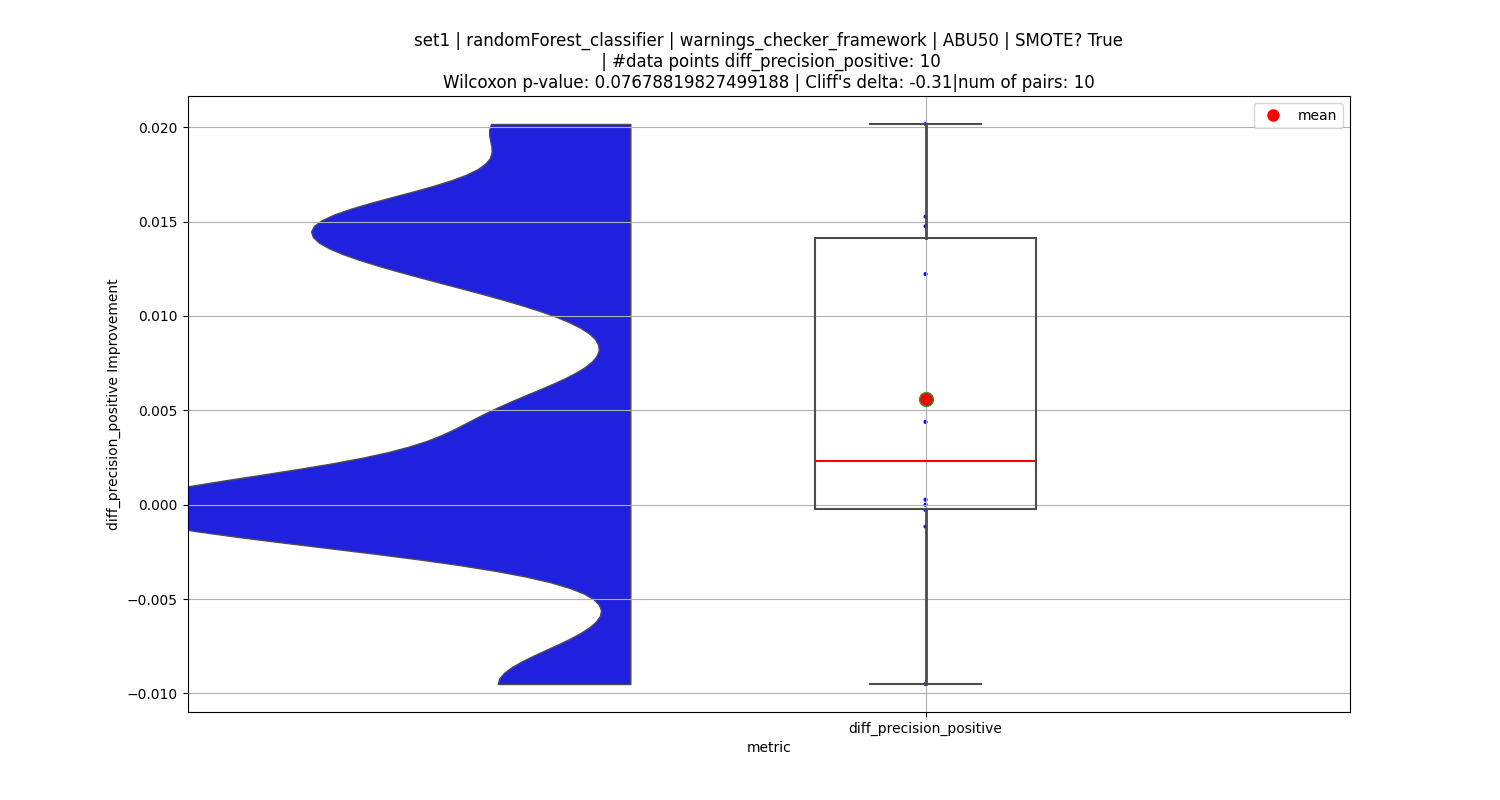 set1 | randomForest_classifier | warnings_checker_framework | ABU50 | SMOTE? True
| #data points diff_precision_positive: 10
Wilcoxon p-value: 0.07678819827499188 | Cliff's delta: -0.31|num of pairs: 10
mean
0.020
0.015
0.010
0.005
0.000
−0.005
−0.010
diff_precision_positive Improvement
diff_precision_positive
metric